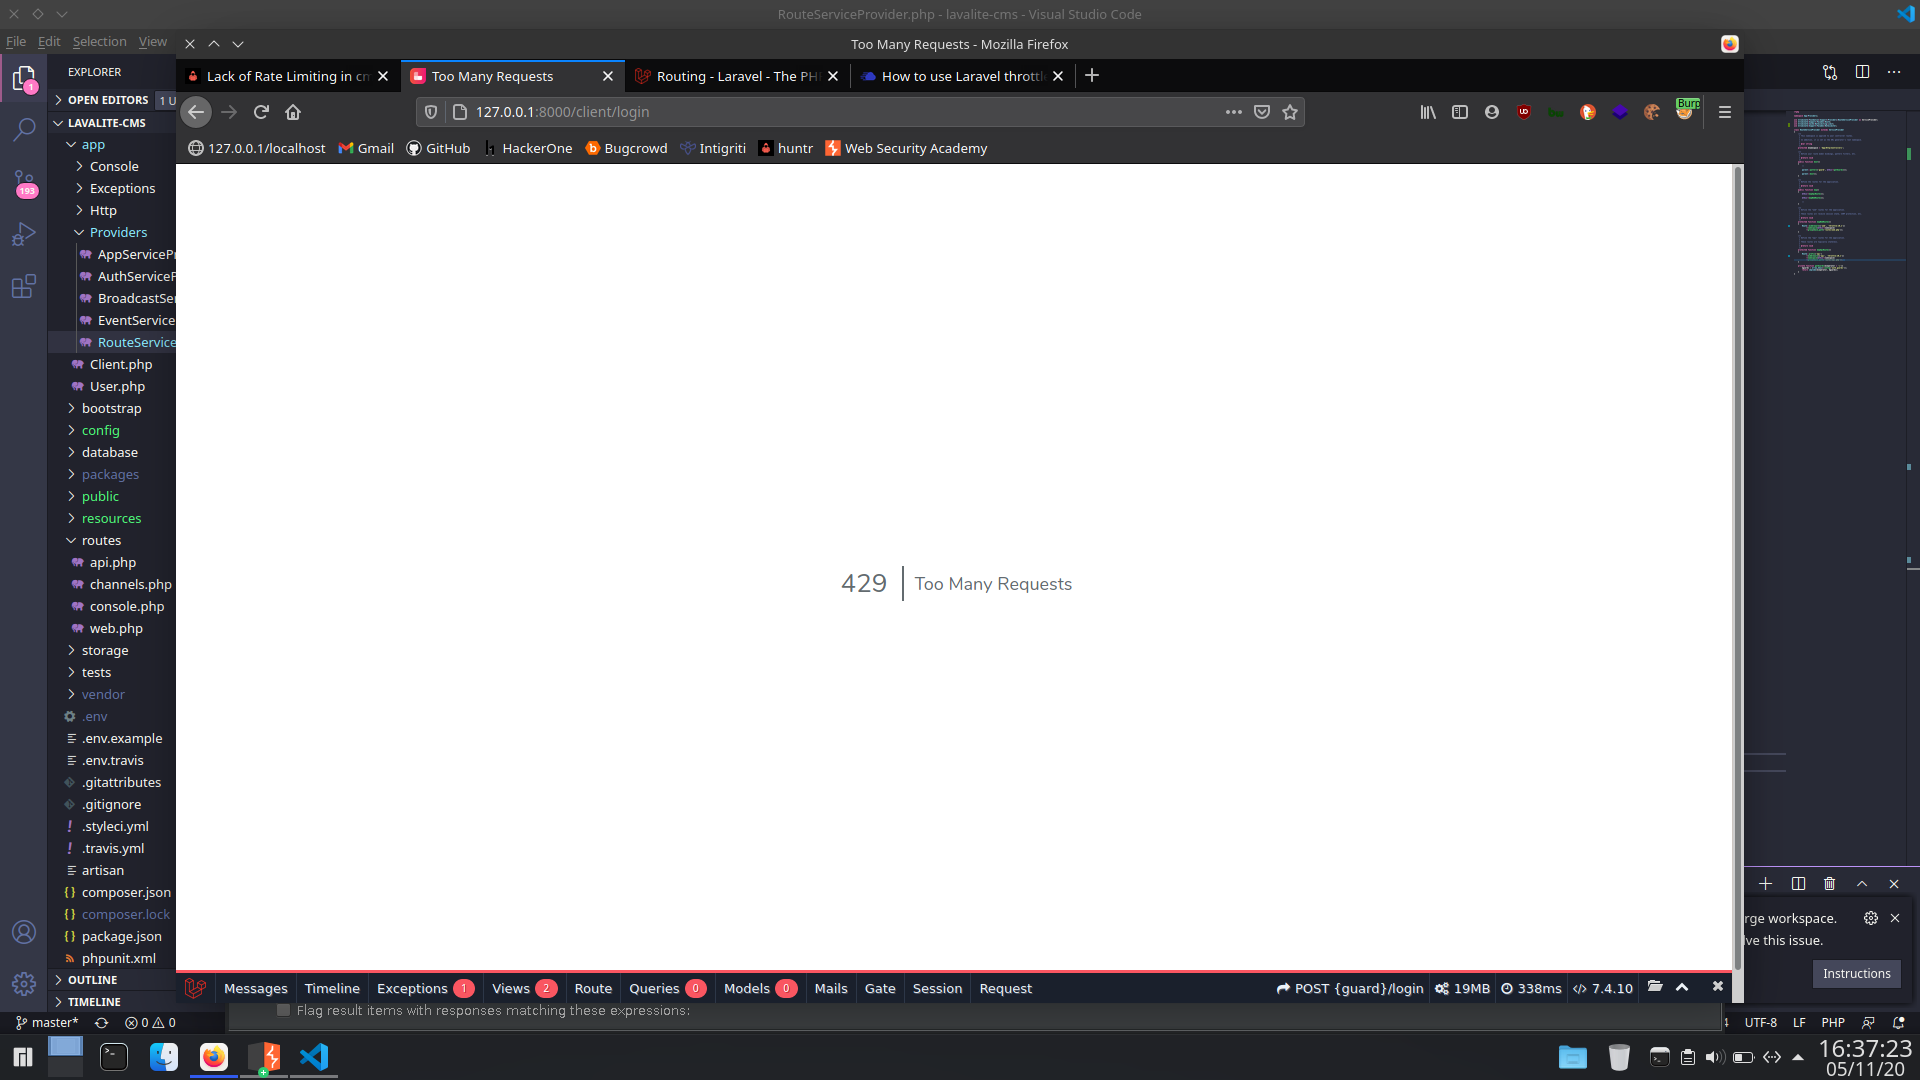 RouteServiceProvider.php - lavalite-cms - Visual Studio Code
File Edit Selection View
Too Many Requests - Mozilla Firefox
EXPLORER
OPEN EDITORS 1 U
LAVALITE-CMS
app
Console
Exceptions
Http
Providers
AppServicePr
AuthServiceP
BroadcastSer
EventService
RouteService
Client.php
User.php
bootstrap
config
database
packages
public
resources
routes
api.php
channels.php
console.php
web.php
storage
tests
vendor
.env
.env.example
.env.travis
.gitattributes
.gitignore
.styleci.yml
.travis.yml
artisan
composer.json
composer.lock
package.json
phpunit.xml
OUTLINE
TIMELINE
1
193
Lack of Rate Limiting in cm
Too Many Requests
Routing - Laravel - The PH
How to use Laravel throttl
127.0.0.1:8000/client/login
Burp
127.0.0.1/localhost Gmail GitHub HackerOne Bugcrowd Intigriti huntr Web Security Academy
429 Too Many Requests
Messages Timeline Exceptions 1 Views 2 Route Queries 0 Models 0 Mails Gate Session Request POST {guard}/login 19MB 338ms 7.4.10
Flag result items with responses matching these expressions:
rge workspace.
lve this issue.
Instructions
master* 0 0
UTF-8 LF PHP
16:37:23
05/11/20